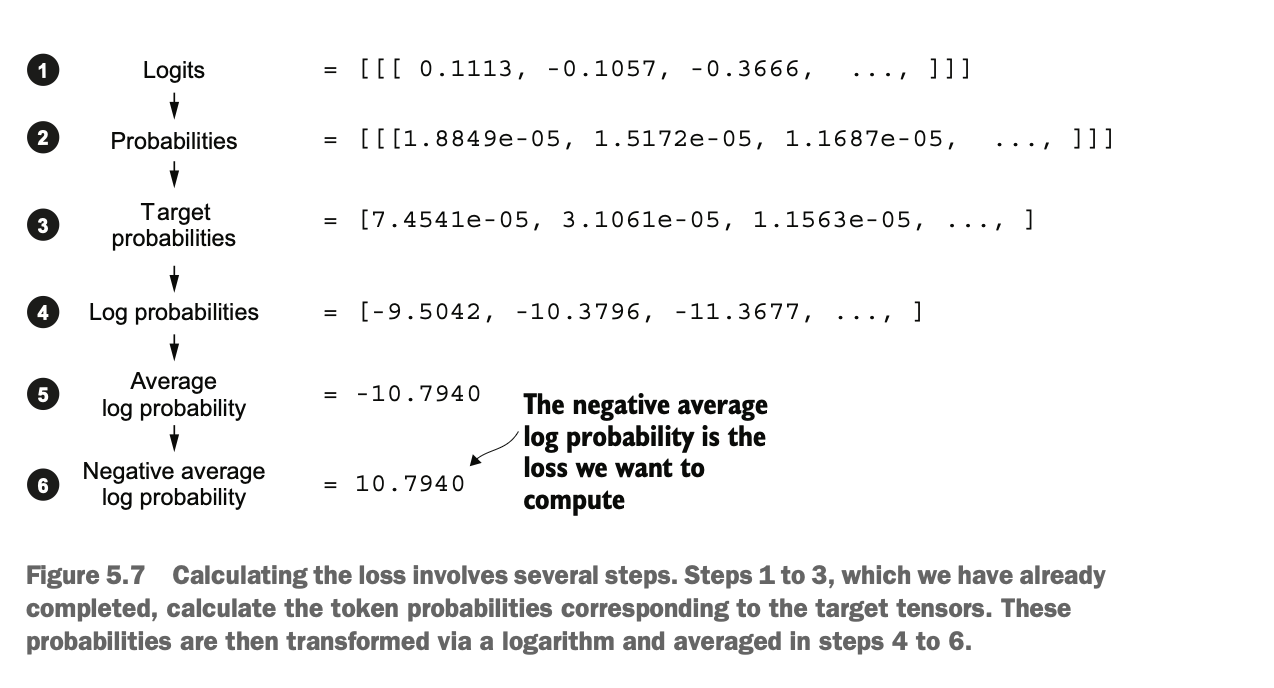 1 Logits = [[[ 0.1113, -0.1057, -0.3666, ..., ]]]
2 Probabilities = [[[1.8849e-05, 1.5172e-05, 1.1687e-05, ..., ]]]
3 Target
probabilities = [7.4541e-05, 3.1061e-05, 1.1563e-05, ..., ]
4 Log probabilities = [-9.5042, -10.3796, -11.3677, ..., ]
5 Average
log probability = -10.7940
6 Negative average
log probability = 10.7940
The negative average
log probability is the
loss we want to
compute
Figure 5.7 Calculating the loss involves several steps. Steps 1 to 3, which we have already
completed, calculate the token probabilities corresponding to the target tensors. These
probabilities are then transformed via a logarithm and averaged in steps 4 to 6.